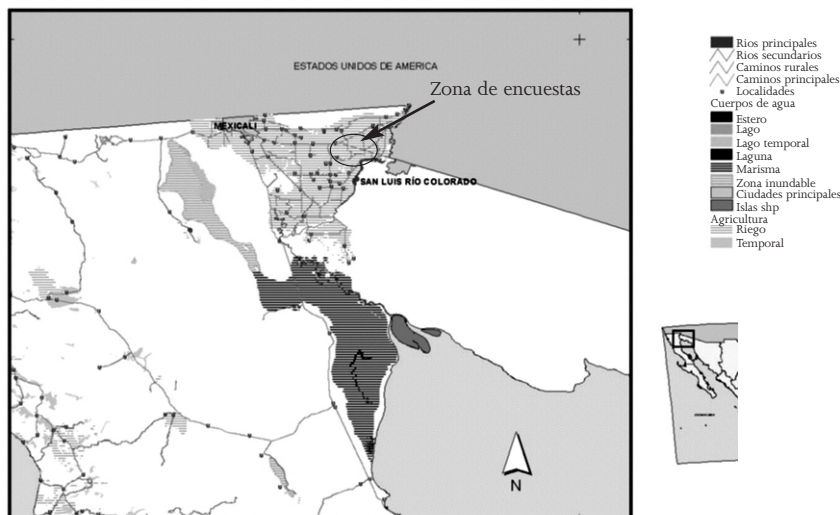 ESTADOS UNIDOS DE AMERICA
Zona de encuestas
MEXICALI
SAN LUIS RÍO COLORADO
N
Rios principales
Rios secundarios
Caminos rurales
Caminos principales
Localidades
Cuerpos de agua
Estero
Lago
Lago temporal
Laguna
Marisma
Zona inundable
Ciudades principales
Islas shp
Agricultura
Riego
Temporal